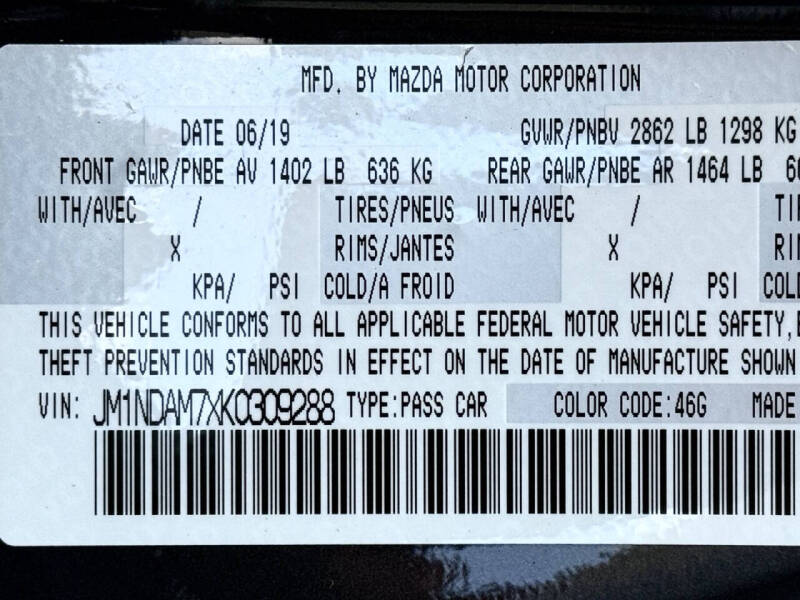 MFD. BY MAZDA MOTOR CORPORATION
DATE 06/19 GVWR/PNBV 2862 LB 1298 KG
FRONT GAWR/PNBE AV 1402 LB 636 KG REAR GAWR/PNBE AR 1464 LB
WITH/AVEC / TIRES/PNEUS WITH/AVEC /
X RIMS/JANTES X
KPA/ PSI COLD/A FROID KPA/ PSI COLD
THIS VEHICLE CONFORMS TO ALL APPLICABLE FEDERAL MOTOR VEHICLE SAFETY,
THEFT PREVENTION STANDARDS IN EFFECT ON THE DATE OF MANUFACTURE SHOWN
VIN: JM1NDAM7XK0309288 TYPE:PASS CAR COLOR CODE:46G MADE